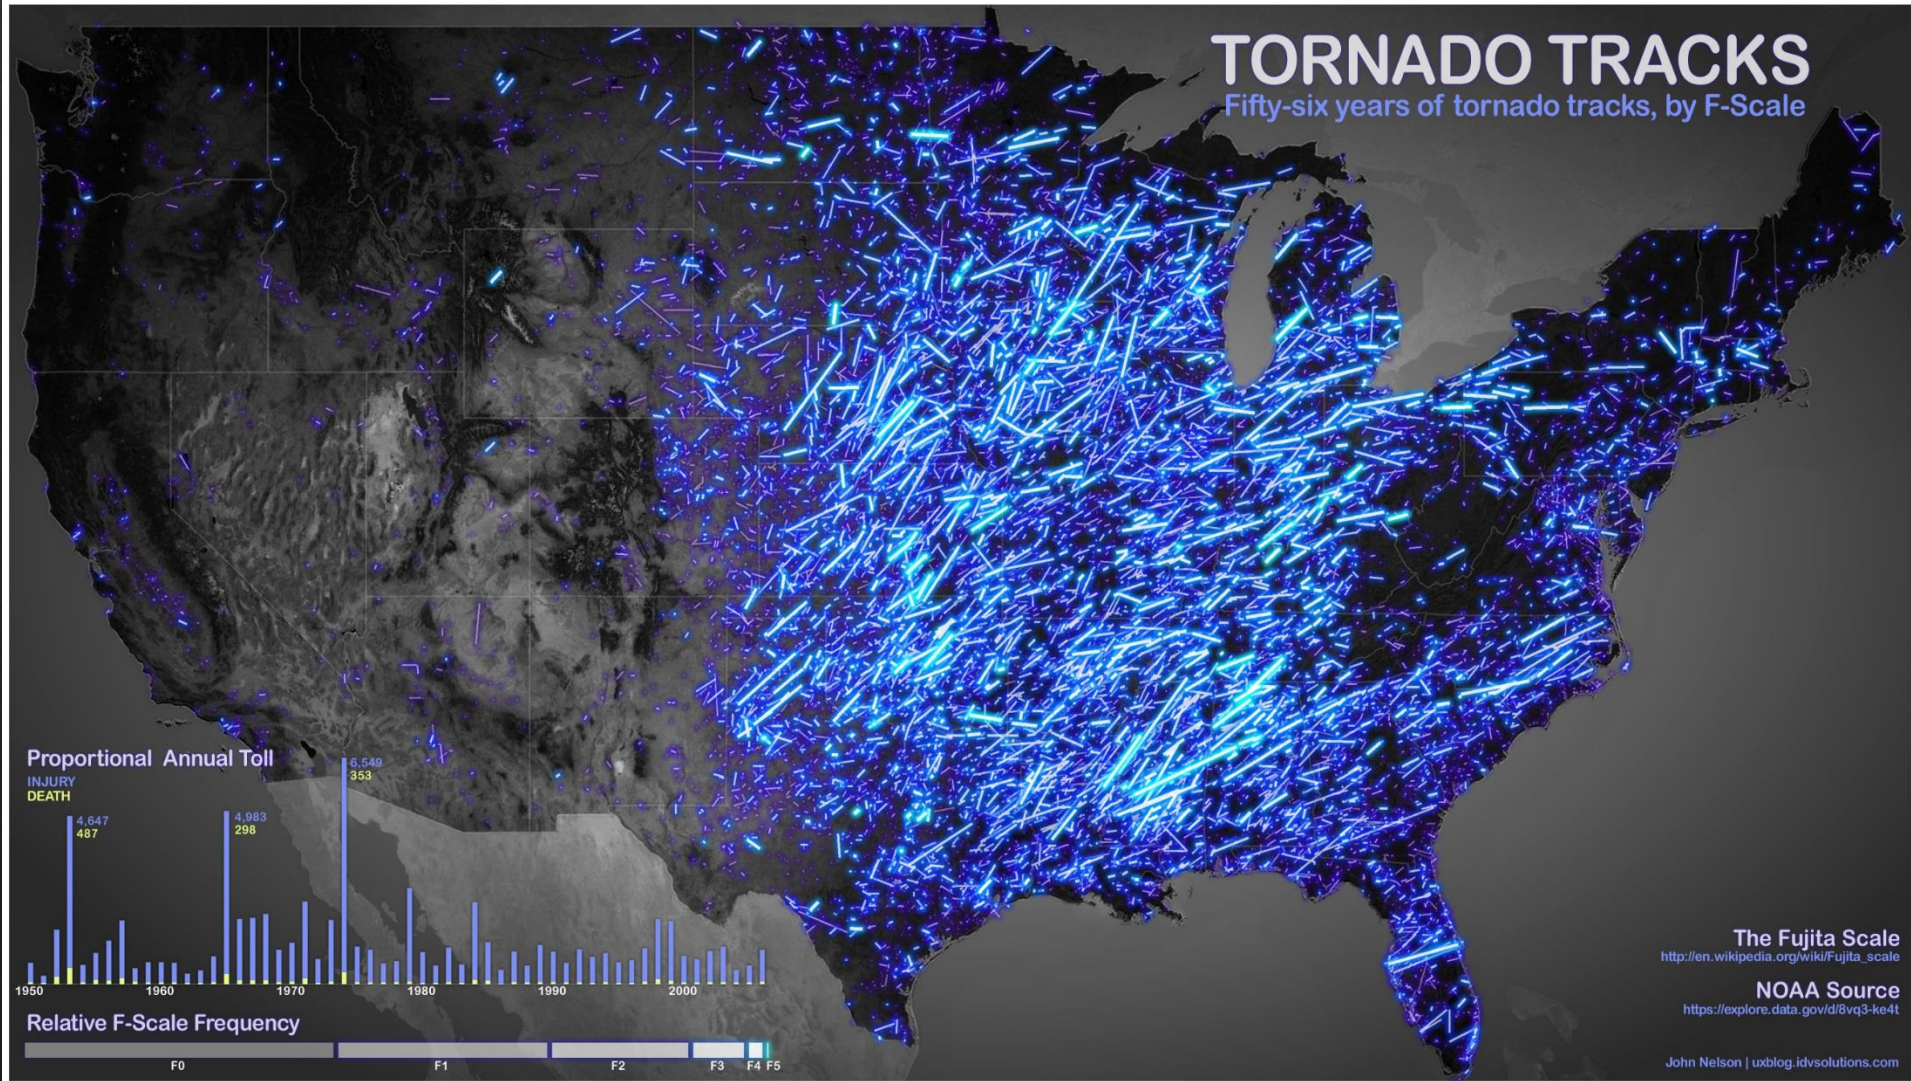 TORNADO TRACKS
Fifty-six years of tornado tracks, by F-Scale
Proportional Annual Toll
INJURY
DEATH
4,647
487
4,983
298
6,549
353
1950 1960 1970 1980 1990 2000
Relative F-Scale Frequency
F0 F1 F2 F3 F4 F5
The Fujita Scale
http://en.wikipedia.org/wiki/Fujita_scale
NOAA Source
https://explore.data.gov/d/8vq3-ke4t
John Nelson | uxblog.idvsolutions.com